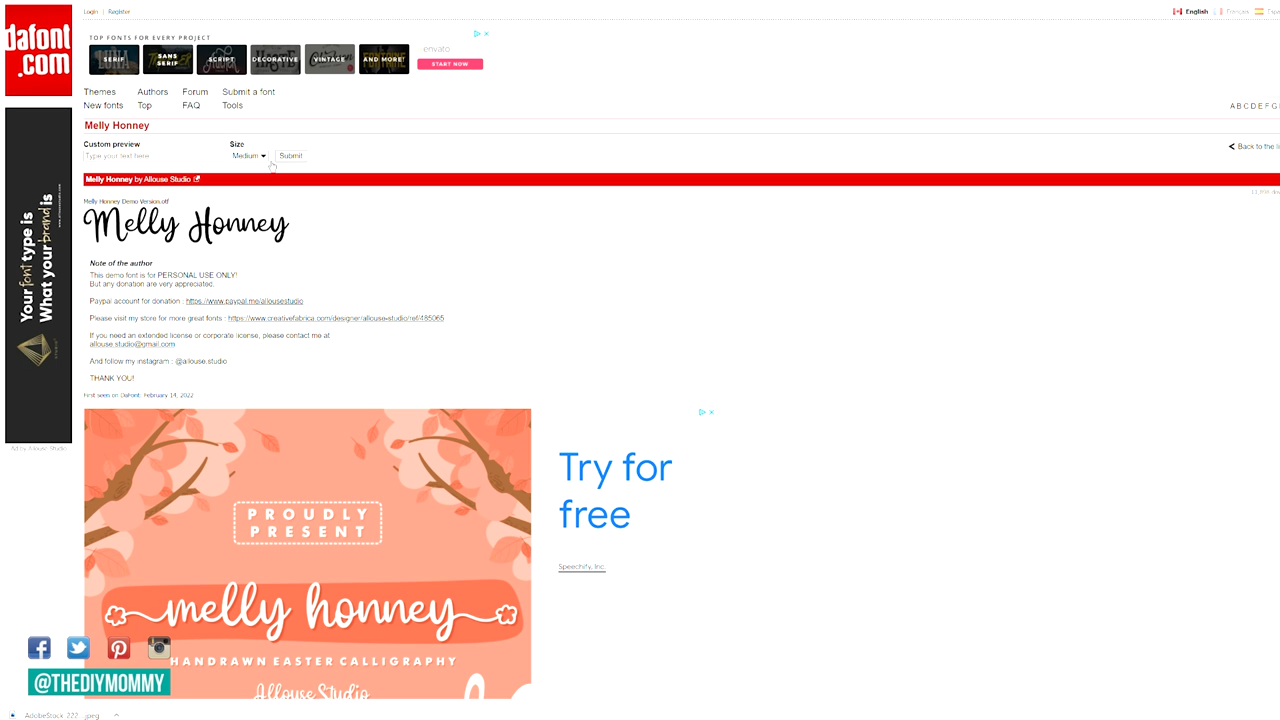 dafont
.com
Login | Register
English
Français
TOP FONTS FOR EVERY PROJECT
SERIF
SANS
SERIF
SCRIPT
DECORATIVE
VINTAGE
AND MORE!
envato
START NOW
Themes Authors Forum Submit a font
New fonts Top FAQ Tools
A B C D E F G
Melly Honney
Custom preview Size
Type your text here Medium Submit
Back to the
Melly Honney by Allouse Studio
Melly Honney Demo Version.otf
Melly Honney
Note of the author
This demo font is for PERSONAL USE ONLY!
But any donation are very appreciated.
Paypal account for donation : https://www.paypal.me/allousestudio
Please visit my store for more great fonts : https://www.creativefabrica.com/designer/allouse-studio/ref/485065
If you need an extended license or corporate license, please contact me at
allouse.studio@gmail.com
And follow my instagram : @allouse.studio
THANK YOU!
First seen on DaFont: February 14, 2022
Your font type is
What your brand is
Ad by Allouse Studio
PROUDLY
PRESENT
melly honney
HANDRAWN EASTER CALLIGRAPHY
Allouse Studio
Try for
free
Speechify, Inc.
@THEDIYMOMMY
AdobeStock_222....jpeg